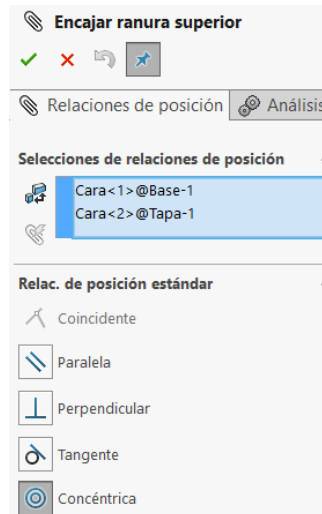 Encajar ranura superior
Relaciones de posición Análisis
Selecciones de relaciones de posición
Cara<1>@Base-1
Cara<2>@Tapa-1
Relac. de posición estándar
Coincidente
Paralela
Perpendicular
Tangente
Concéntrica